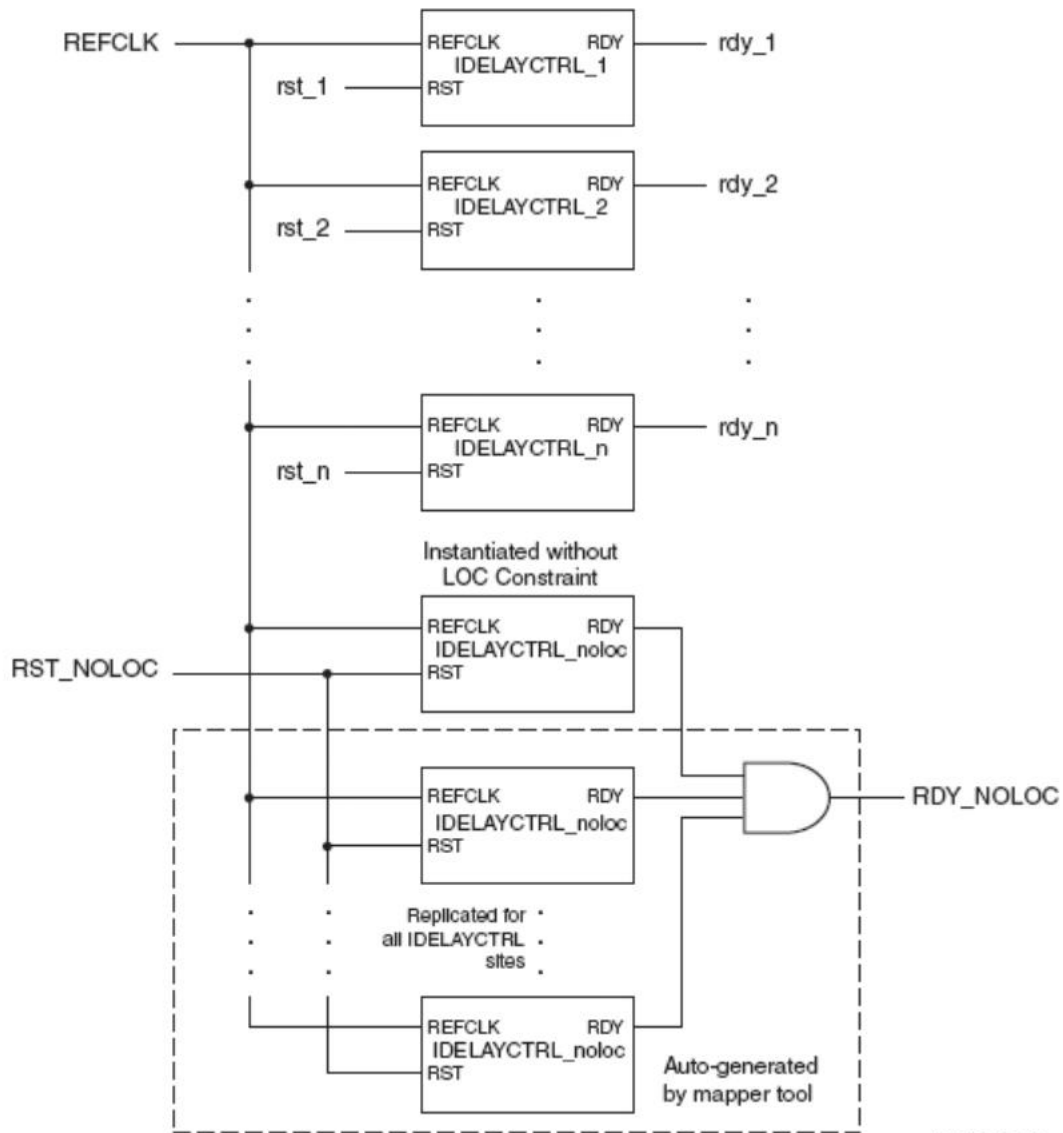 REFCLK
REFCLK RDY
rdy_1
IDELAYCTRL_1
rst_1
RST
REFCLK RDY
rdy_2
IDELAYCTRL_2
rst_2
RST
REFCLK RDY
rdy_n
IDELAYCTRL_n
rst_n
RST
Instantiated without
LOC Constraint
REFCLK RDY
IDELAYCTRL_noloc
RST_NOLOC
RST
REFCLK RDY
RDY_NOLOC
IDELAYCTRL_noloc
RST
Replicated for
all IDELAYCTRL
sites
REFCLK RDY
IDELAYCTRL_noloc
RST
Auto-generated
by mapper tool